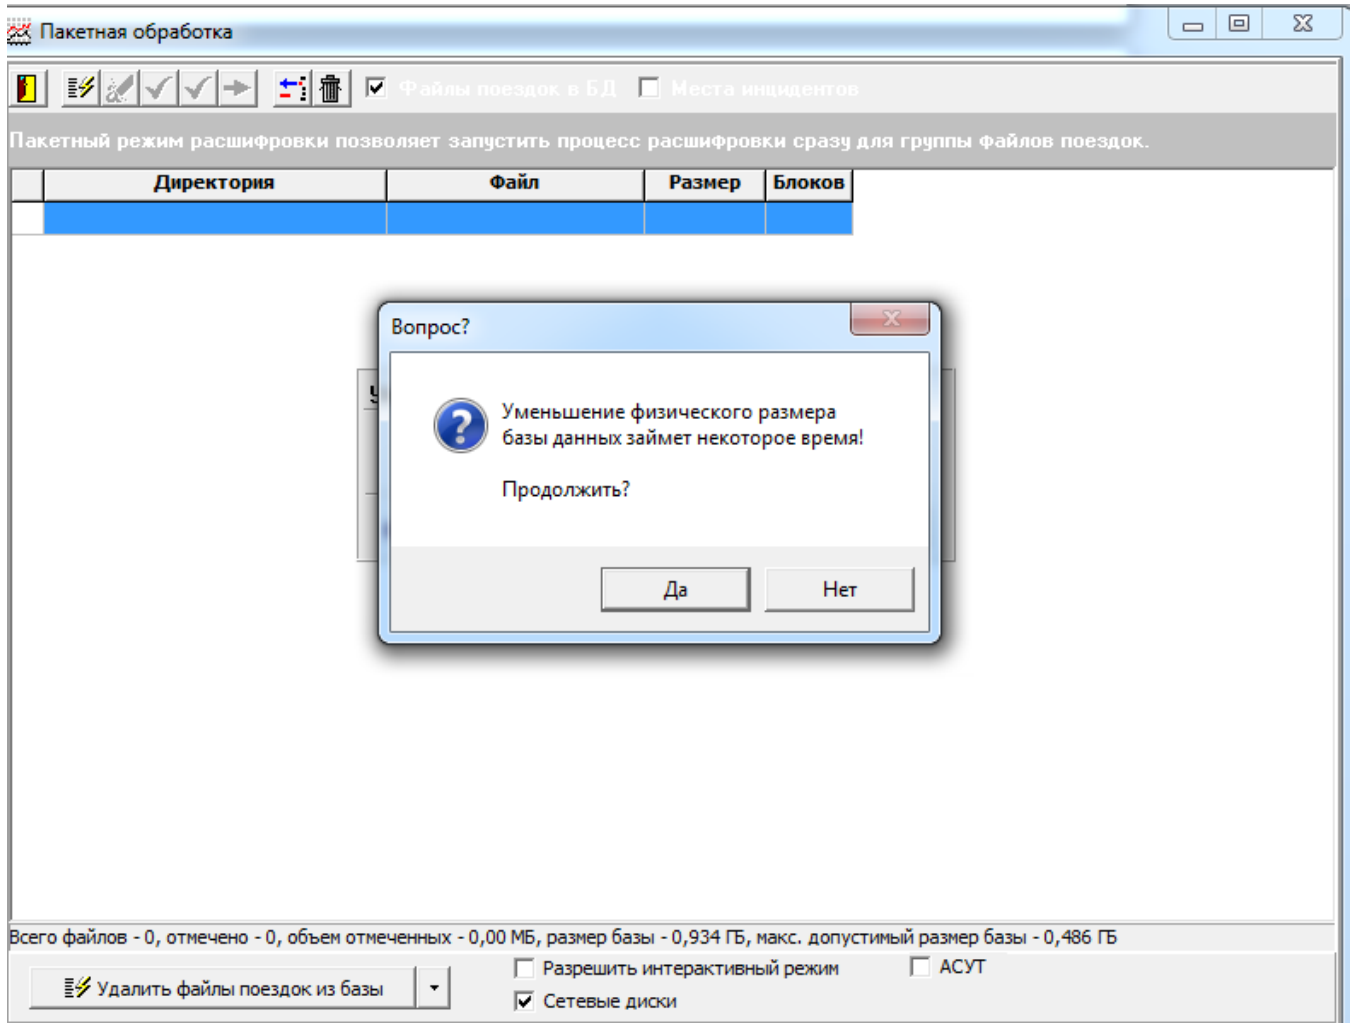 Пакетная обработка
Файлы поездок в БД Места инцидентов
Пакетный режим расшифровки позволяет запустить процесс расшифровки сразу для группы файлов поездок.
Директория Файл Размер Блоков
Вопрос?
Уменьшение физического размера
базы данных займет некоторое время!
Продолжить?
Да Нет
Всего файлов - 0, отмечено - 0, объем отмеченных - 0,00 МБ, размер базы - 0,934 ГБ, макс. допустимый размер базы - 0,486 ГБ
Разрешить интерактивный режим АСУТ
Удалить файлы поездок из базы
Сетевые диски